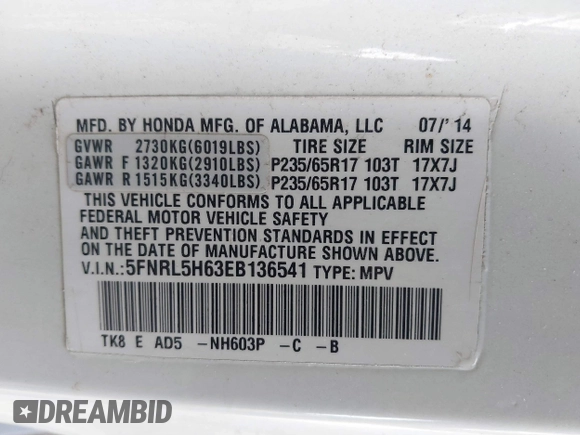 MFD. BY HONDA MFG. OF ALABAMA, LLC 07/'14
GVWR 2730KG(6019LBS) TIRE SIZE RIM SIZE
GAWR F 1320KG(2910LBS) P235/65R17 103T 17X7J
GAWR R 1515KG(3340LBS) P235/65R17 103T 17X7J
THIS VEHICLE CONFORMS TO ALL APPLICABLE
FEDERAL MOTOR VEHICLE SAFETY
AND THEFT PREVENTION STANDARDS IN EFFECT
ON THE DATE OF MANUFACTURE SHOWN ABOVE.
V.I.N.:5FNRL5H63EB136541 TYPE: MPV
TK8 E AD5 -NH603P -C -B
DREAMBID